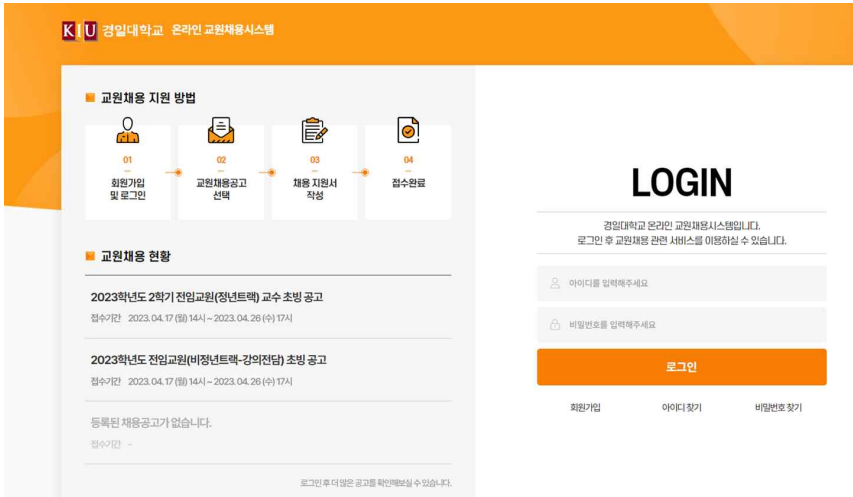 KIU 경일대학교 온라인 교원채용시스템
교원채용 지원 방법
01
회원가입
및 로그인
02
교원채용공고
선택
03
채용 지원서
작성
04
접수완료
교원채용 현황
2023학년도 2학기 전임교원(정년트랙) 교수 초빙 공고
접수기간 2023. 04. 17 (월) 14시 ~ 2023. 04. 26 (수) 17시
2023학년도 전임교원(비정년트랙-강의전담) 초빙 공고
접수기간 2023. 04. 17 (월) 14시 ~ 2023. 04. 26 (수) 17시
등록된 채용공고가 없습니다.
접수기간 -
로그인 후 더 많은 공고를 확인해보실 수 있습니다.
LOGIN
경일대학교 온라인 교원채용시스템입니다.
로그인 후 교원채용 관련 서비스를 이용하실 수 있습니다.
아이디를 입력해주세요
비밀번호를 입력해주세요
로그인
회원가입 아이디 찾기 비밀번호 찾기